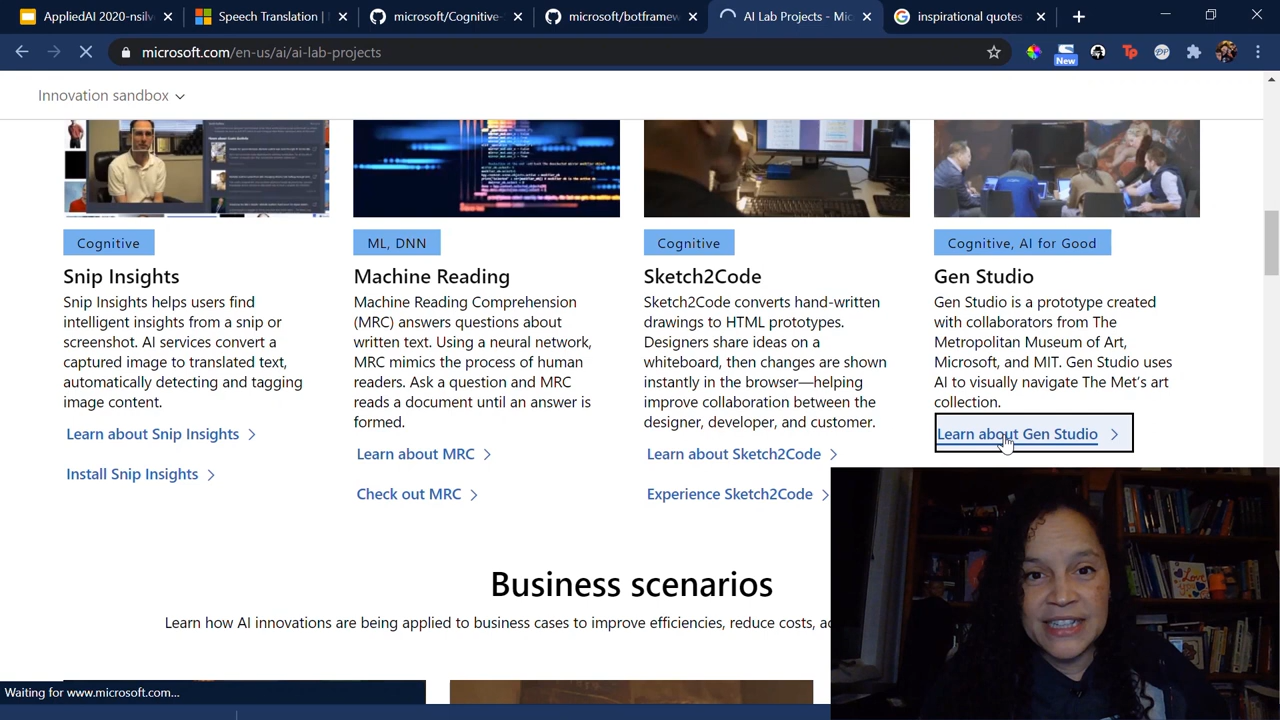 AppliedAI 2020-nsilv
Speech Translation |
microsoft/Cognitive-
microsoft/botframew
AI Lab Projects - Mic
inspirational quotes
microsoft.com/en-us/ai/ai-lab-projects
New
Tp
DF
Innovation sandbox
Cognitive
ML, DNN
Cognitive
Cognitive, AI for Good
Snip Insights
Snip Insights helps users find
intelligent insights from a snip or
screenshot. AI services convert a
captured image to translated text,
automatically detecting and tagging
image content.
Learn about Snip Insights
Install Snip Insights
Machine Reading
Machine Reading Comprehension
(MRC) answers questions about
written text. Using a neural network,
MRC mimics the process of human
readers. Ask a question and MRC
reads a document until an answer is
formed.
Learn about MRC
Check out MRC
Sketch2Code
Sketch2Code converts hand-written
drawings to HTML prototypes.
Designers share ideas on a
whiteboard, then changes are shown
instantly in the browser—helping
improve collaboration between the
designer, developer, and customer.
Learn about Sketch2Code
Experience Sketch2Code
Gen Studio
Gen Studio is a prototype created
with collaborators from The
Metropolitan Museum of Art,
Microsoft, and MIT. Gen Studio uses
AI to visually navigate The Met's art
collection.
Learn about Gen Studio
Business scenarios
Learn how AI innovations are being applied to business cases to improve efficiencies, reduce costs,
Waiting for www.microsoft.com...
Love